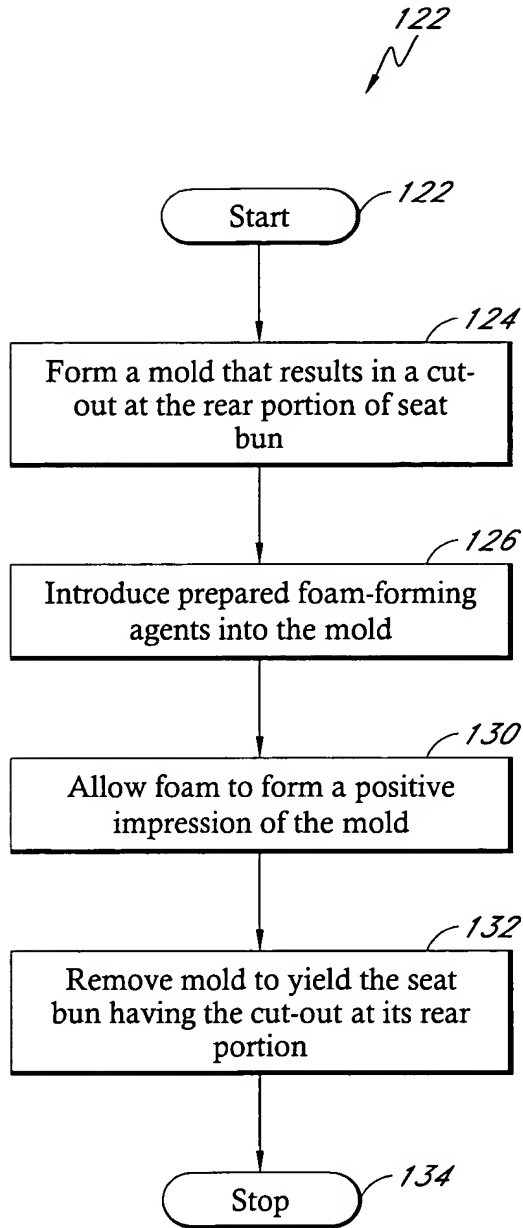 122
Start
122
124
Form a mold that results in a cut-
out at the rear portion of seat
bun
126
Introduce prepared foam-forming
agents into the mold
130
Allow foam to form a positive
impression of the mold
132
Remove mold to yield the seat
bun having the cut-out at its rear
portion
Stop
134